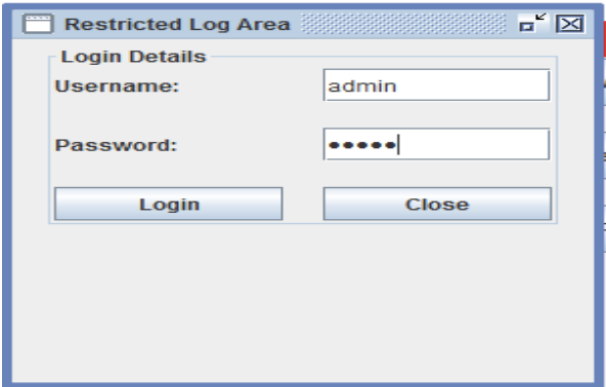 Restricted Log Area
Login Details
Username: admin
Password: •••••
Login Close